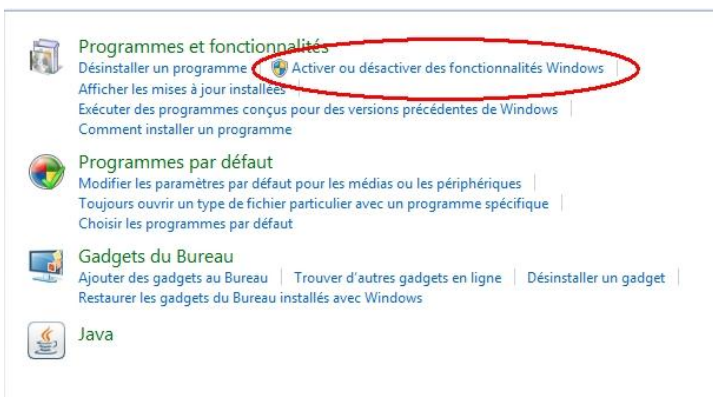 Programmes et fonctionnalités
Désinstaller un programme Activer ou désactiver des fonctionnalités Windows
Afficher les mises à jour installées
Exécuter des programmes conçus pour des versions précédentes de Windows
Comment installer un programme
Programmes par défaut
Modifier les paramètres par défaut pour les médias ou les périphériques
Toujours ouvrir un type de fichier particulier avec un programme spécifique
Choisir les programmes par défaut
Gadgets du Bureau
Ajouter des gadgets au Bureau Trouver d'autres gadgets en ligne Désinstaller un gadget
Restaurer les gadgets du Bureau installés avec Windows
Java